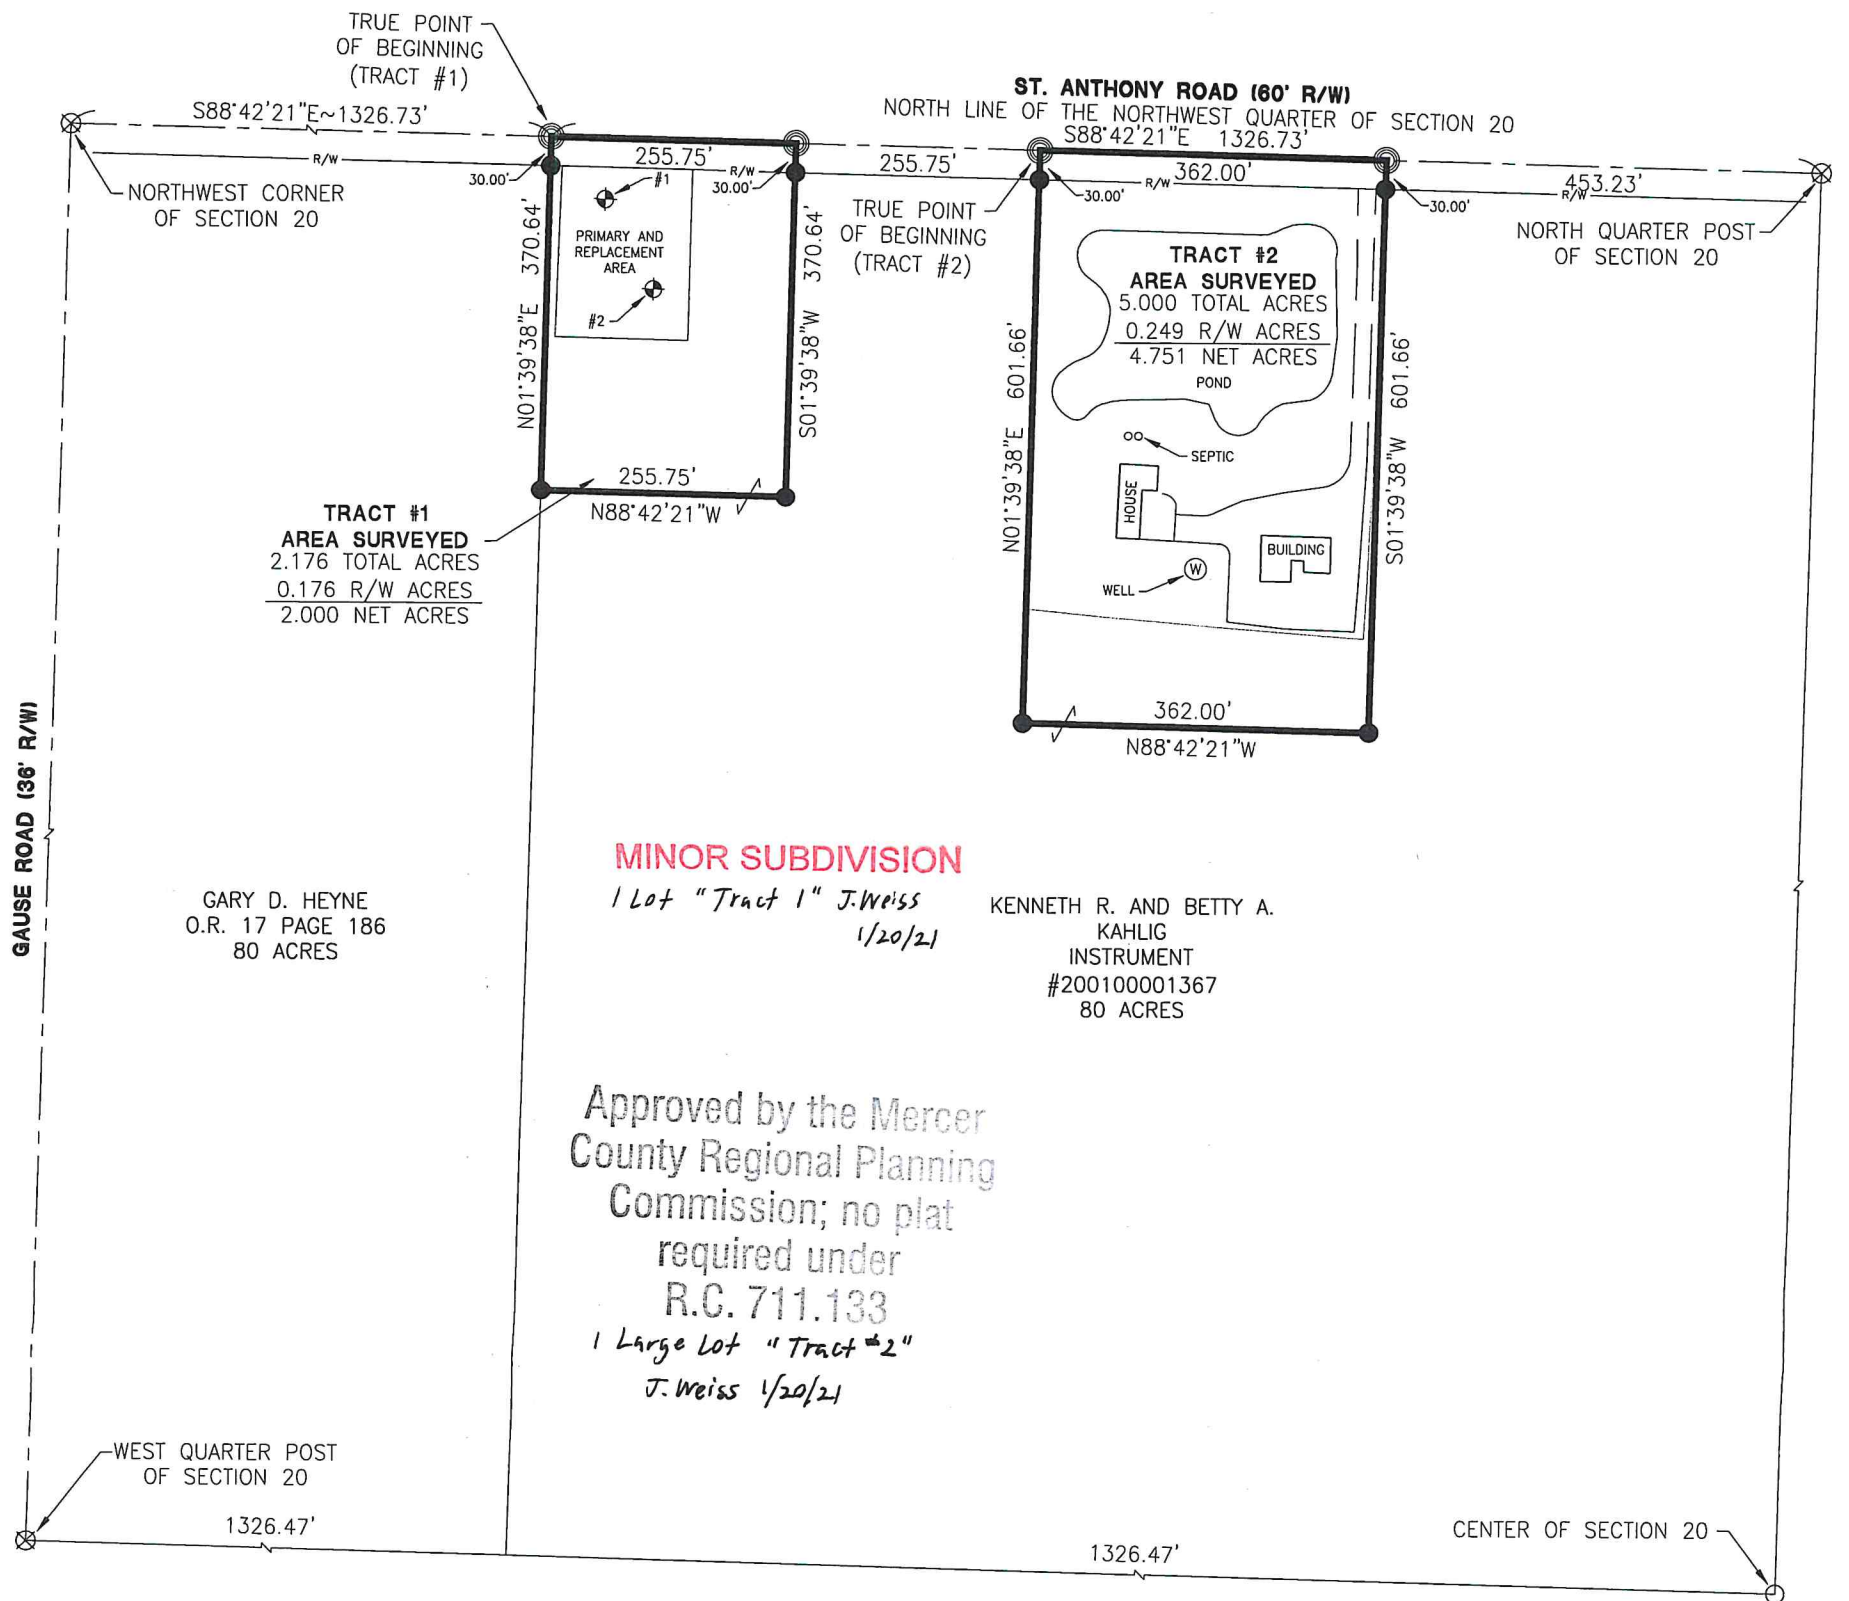 TRUE POINT
OF BEGINNING
(TRACT #1)
S88°42'21"E~1326.73'
ST. ANTHONY ROAD (60' R/W)
NORTH LINE OF THE NORTHWEST QUARTER OF SECTION 20
S88°42'21"E 1326.73'
R/W
255.75'
R/W
255.75'
362.00'
R/W
453.23'
R/W
30.00'
30.00'
30.00'
30.00'
NORTHWEST CORNER
OF SECTION 20
#1
PRIMARY AND
REPLACEMENT
AREA
#2
N01°39'38"E 370.64'
S01°39'38"W 370.64'
255.75'
N88°42'21"W
TRUE POINT
OF BEGINNING
(TRACT #2)
NORTH QUARTER POST
OF SECTION 20
TRACT #2
AREA SURVEYED
5.000 TOTAL ACRES
0.249 R/W ACRES
4.751 NET ACRES
POND
SEPTIC
HOUSE
BUILDING
W
WELL
N01°39'38"E 601.66'
S01°39'38"W 601.66'
362.00'
N88°42'21"W
TRACT #1
AREA SURVEYED
2.176 TOTAL ACRES
0.176 R/W ACRES
2.000 NET ACRES
GAUSE ROAD (36' R/W)
GARY D. HEYNE
O.R. 17 PAGE 186
80 ACRES
MINOR SUBDIVISION
1 Lot "Tract 1" J.Weiss
1/20/21
KENNETH R. AND BETTY A.
KAHLIG
INSTRUMENT
#200100001367
80 ACRES
Approved by the Mercer
County Regional Planning
Commission; no plat
required under
R.C. 711.133
1 Large Lot "Tract #2"
J. Weiss 1/20/21
WEST QUARTER POST
OF SECTION 20
1326.47'
1326.47'
CENTER OF SECTION 20